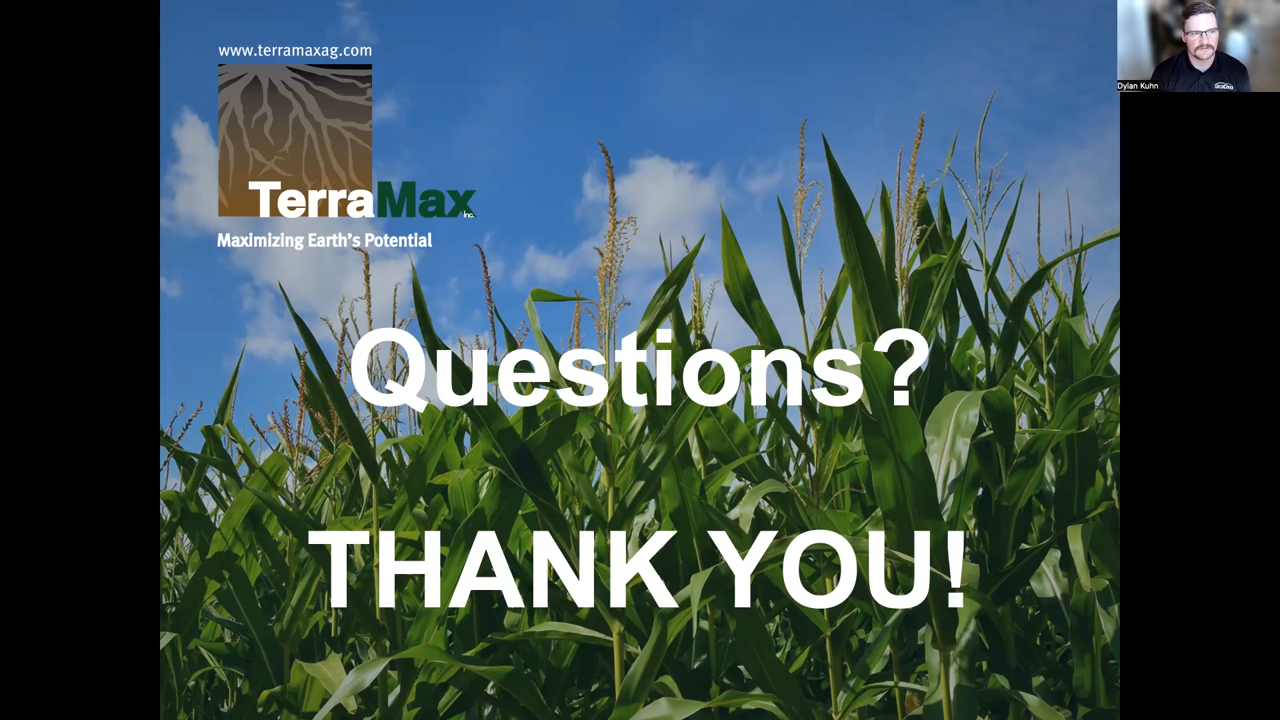 www.terramaxag.com
TerraMax
Inc.
Maximizing Earth's Potential
Questions?
THANK YOU!
Dylan Kuhn